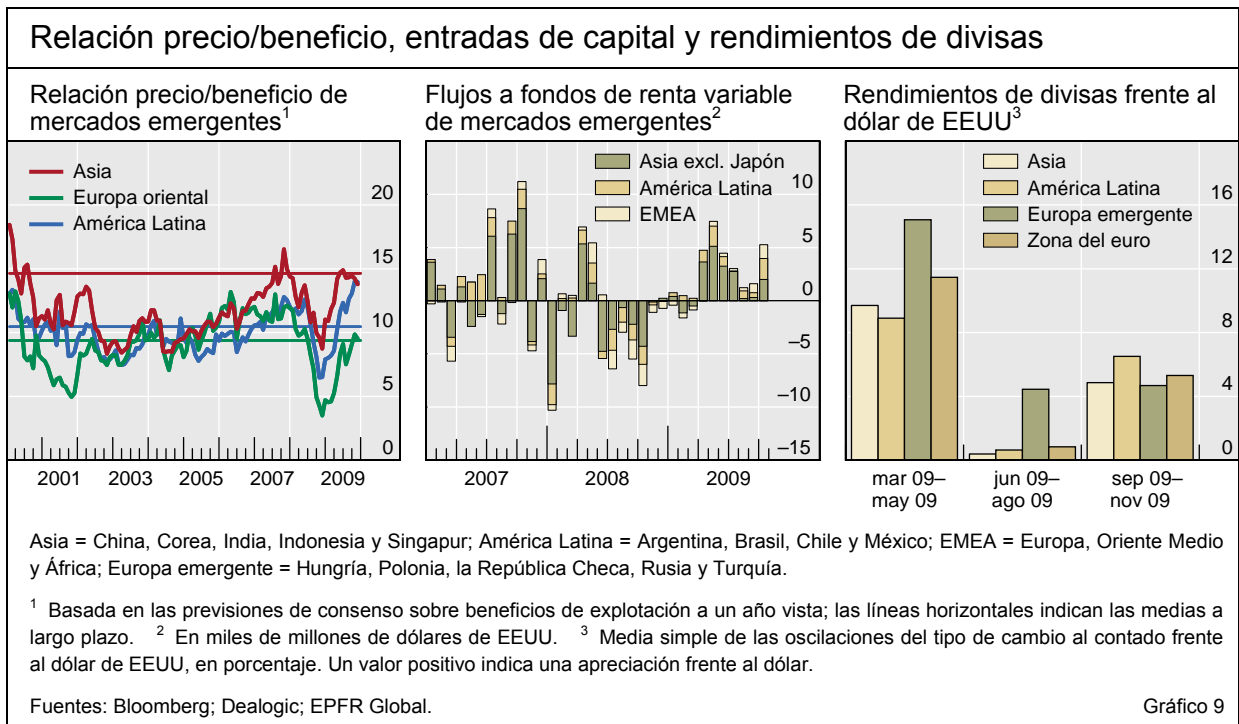 Relación precio/beneficio, entradas de capital y rendimientos de divisas
Relación precio/beneficio de
mercados emergentes¹
Asia
Europa oriental
América Latina
20
15
10
5
0
2001 2003 2005 2007 2009
Flujos a fondos de renta variable
de mercados emergentes²
Asia excl. Japón
América Latina
EMEA
10
5
0
–5
–10
–15
2007 2008 2009
Rendimientos de divisas frente al
dólar de EEUU³
Asia
América Latina
Europa emergente
Zona del euro
16
12
8
4
0
mar 09– jun 09– sep 09–
may 09 ago 09 nov 09
Asia = China, Corea, India, Indonesia y Singapur; América Latina = Argentina, Brasil, Chile y México; EMEA = Europa, Oriente Medio
y África; Europa emergente = Hungría, Polonia, la República Checa, Rusia y Turquía.
¹ Basada en las previsiones de consenso sobre beneficios de explotación a un año vista; las líneas horizontales indican las medias a
largo plazo. ² En miles de millones de dólares de EEUU. ³ Media simple de las oscilaciones del tipo de cambio al contado frente
al dólar de EEUU, en porcentaje. Un valor positivo indica una apreciación frente al dólar.
Fuentes: Bloomberg; Dealogic; EPFR Global. Gráfico 9